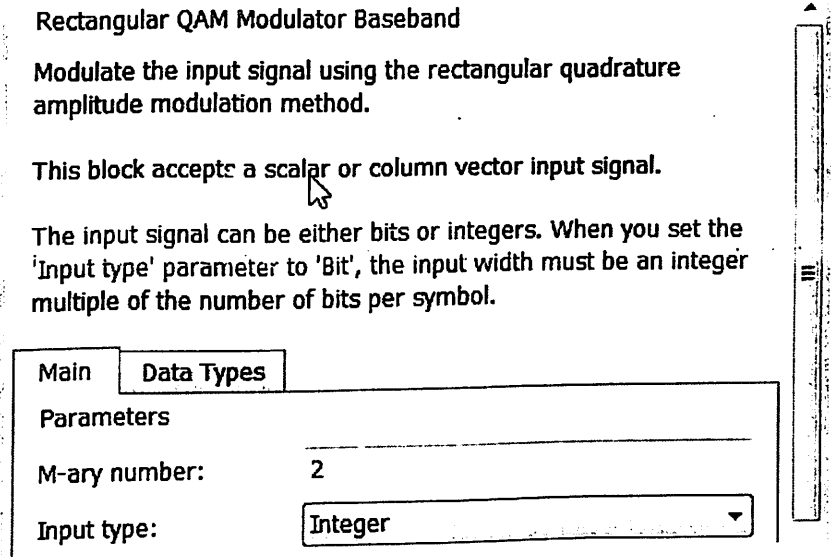 Rectangular QAM Modulator Baseband
Modulate the input signal using the rectangular quadrature
amplitude modulation method.
This block accepts a scalar or column vector input signal.
The input signal can be either bits or integers. When you set the
'Input type' parameter to 'Bit', the input width must be an integer
multiple of the number of bits per symbol.
Main Data Types
Parameters
M-ary number: 2
Input type: Integer